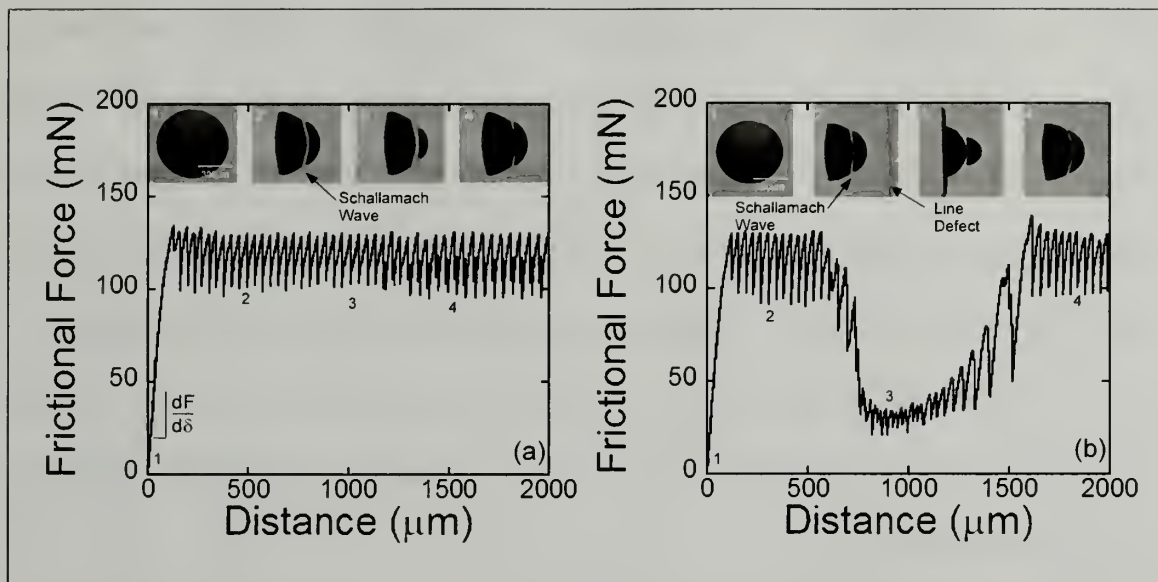 200
150
100
50
0
Frictional Force (mN)
Schallamach
Wave
2
3
4
dF
dδ
1
(a)
0
500
1000
1500
2000
Distance (μm)
200
150
100
50
0
Frictional Force (mN)
Schallamach
Wave
Line
Defect
2
3
4
1
(b)
0
500
1000
1500
2000
Distance (μm)